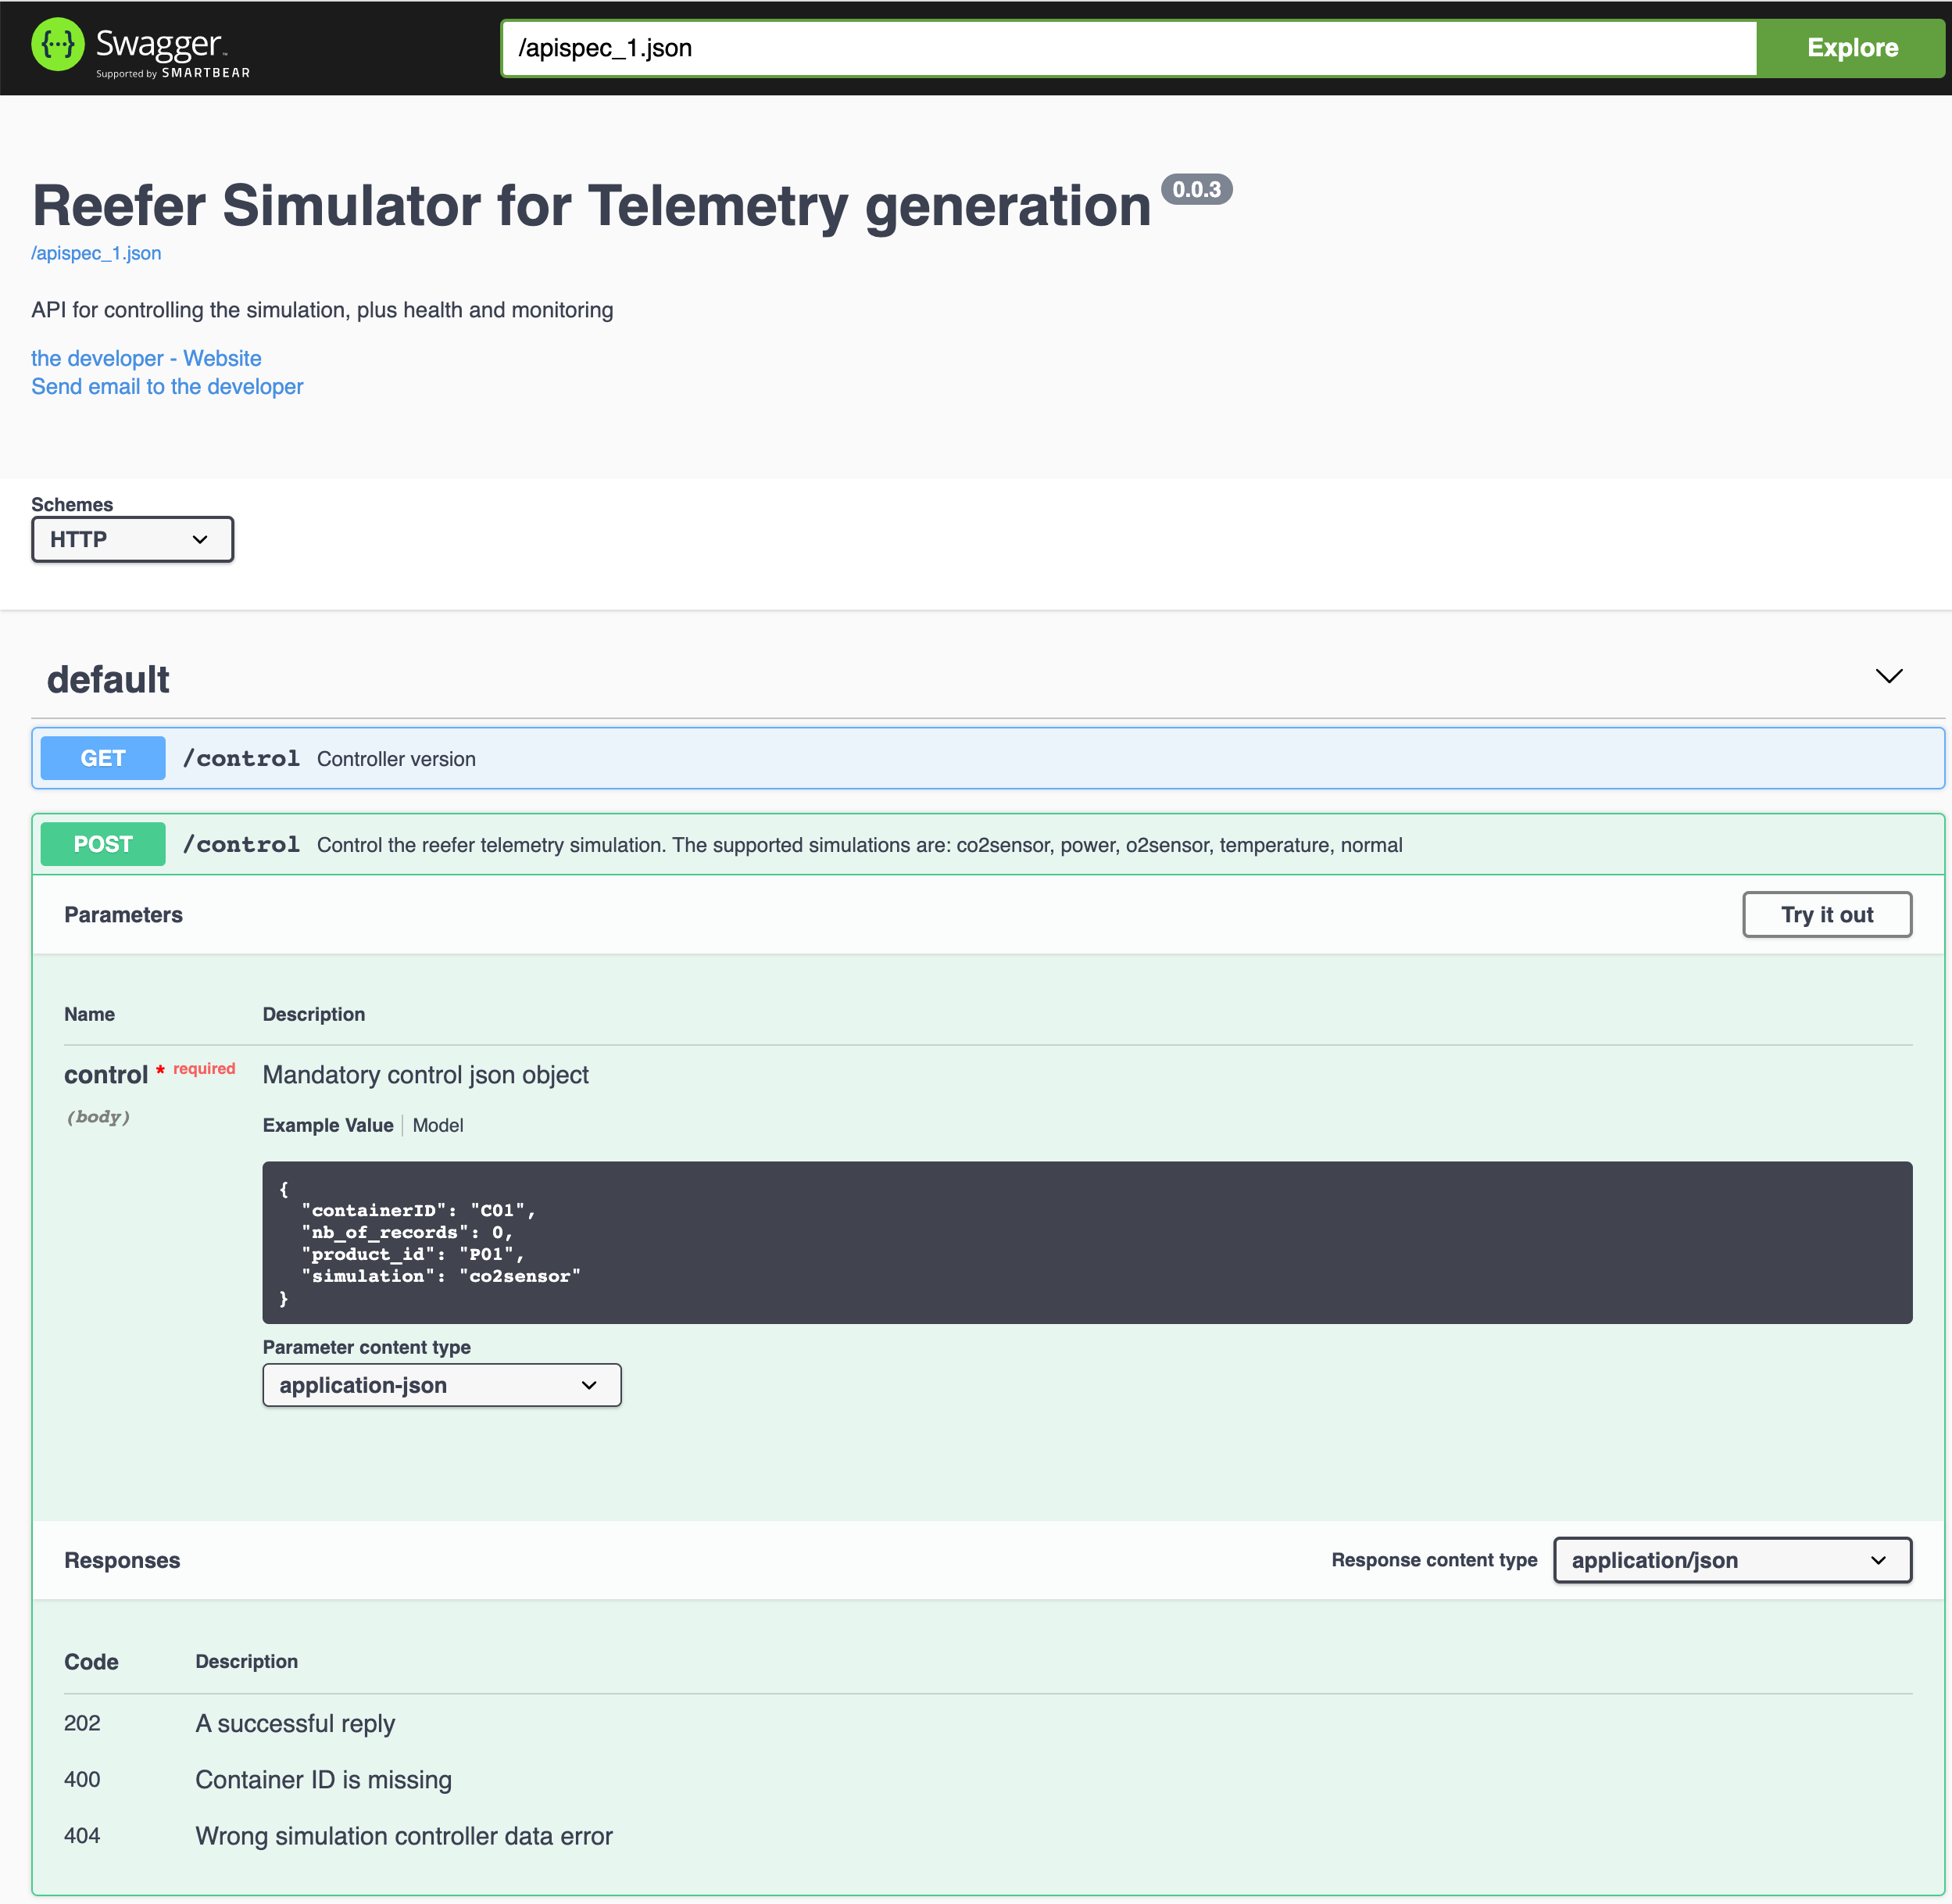 Swagger™
Supported by SMARTBEAR
/apispec_1.json
Explore
Reefer Simulator for Telemetry generation 0.0.3
/apispec_1.json
API for controlling the simulation, plus health and monitoring
the developer - Website
Send email to the developer
Schemes
HTTP
default
GET /control Controller version
POST /control Control the reefer telemetry simulation. The supported simulations are: co2sensor, power, o2sensor, temperature, normal
Parameters
Try it out
Name Description
control * required Mandatory control json object
(body)
Example Value Model
{
"containerID": "C01",
"nb_of_records": 0,
"product_id": "P01",
"simulation": "co2sensor"
}
Parameter content type
application-json
Responses
Response content type application/json
Code Description
202 A successful reply
400 Container ID is missing
404 Wrong simulation controller data error